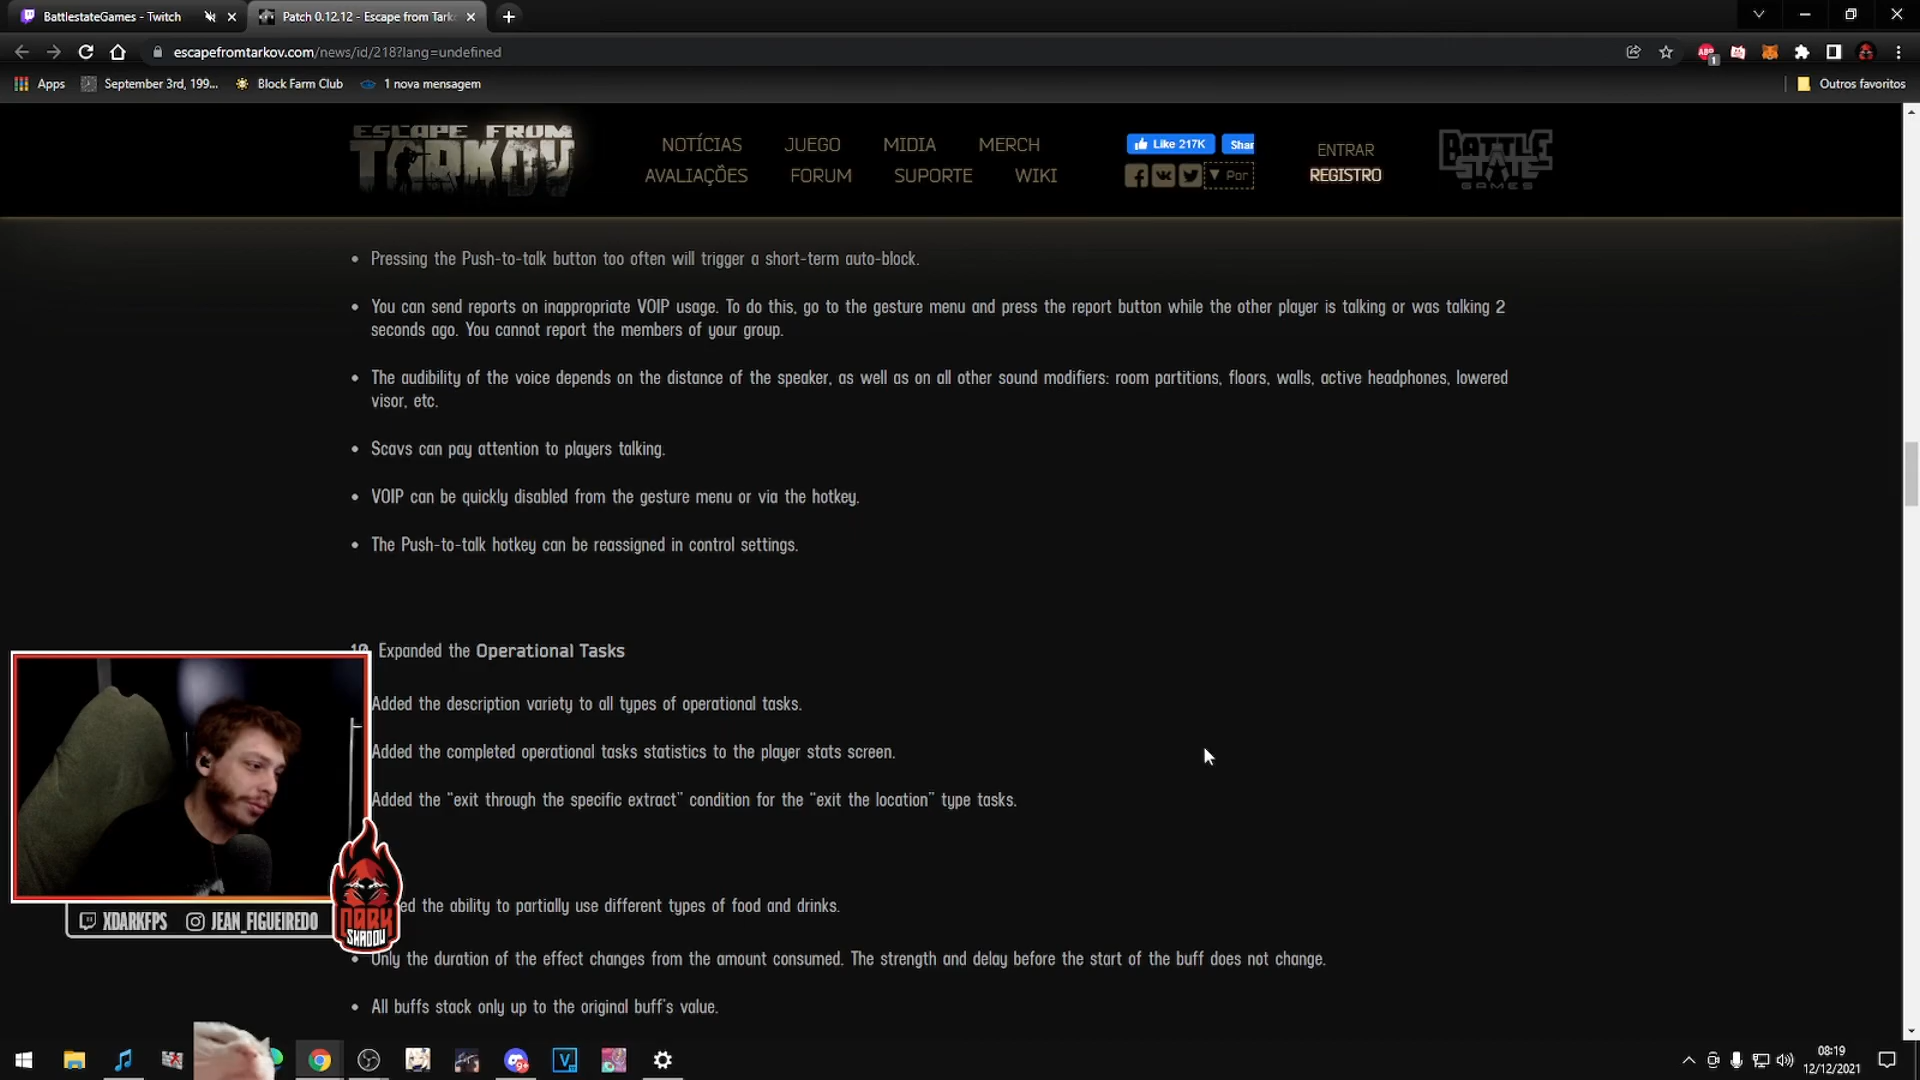 BattlestateGames - Twitch
Patch 0.12.12 - Escape from Tark
escapefromtarkov.com/news/id/218?lang=undefined
ABP
1
Apps
September 3rd, 199...
Block Farm Club
1 nova mensagem
Outros favoritos
ESCAPE FROM
TARKOV
NOTÍCIAS
JUEGO
MIDIA
MERCH
AVALIAÇÕES
FORUM
SUPORTE
WIKI
Like 217K
Shar
▼ Por
ENTRAR
REGISTRO
BATTLE
STATE
GAMES
• Pressing the Push-to-talk button too often will trigger a short-term auto-block.
• You can send reports on inappropriate VOIP usage. To do this, go to the gesture menu and press the report button while the other player is talking or was talking 2
seconds ago. You cannot report the members of your group.
• The audibility of the voice depends on the distance of the speaker, as well as on all other sound modifiers: room partitions, floors, walls, active headphones, lowered
visor, etc.
• Scavs can pay attention to players talking.
• VOIP can be quickly disabled from the gesture menu or via the hotkey.
• The Push-to-talk hotkey can be reassigned in control settings.
Expanded the Operational Tasks
Added the description variety to all types of operational tasks.
Added the completed operational tasks statistics to the player stats screen.
Added the “exit through the specific extract” condition for the “exit the location” type tasks.
ed the ability to partially use different types of food and drinks.
• Only the duration of the effect changes from the amount consumed. The strength and delay before the start of the buff does not change.
• All buffs stack only up to the original buff's value.
XDARKFPS
JEAN_FIGUEIREDO
DARK
SHADOW
9+
V
08:19
12/12/2021